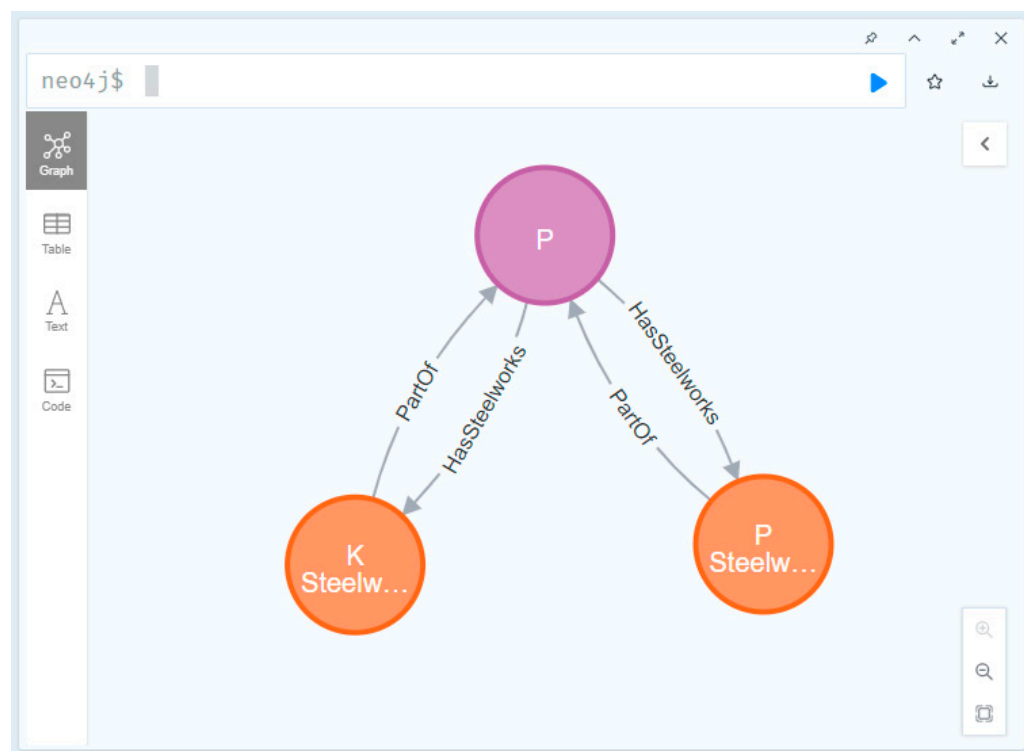 neo4j$
Graph
Table
Text
Code
P
PartOf
HasSteelworks
PartOf
HasSteelworks
K
Steelw...
P
Steelw...